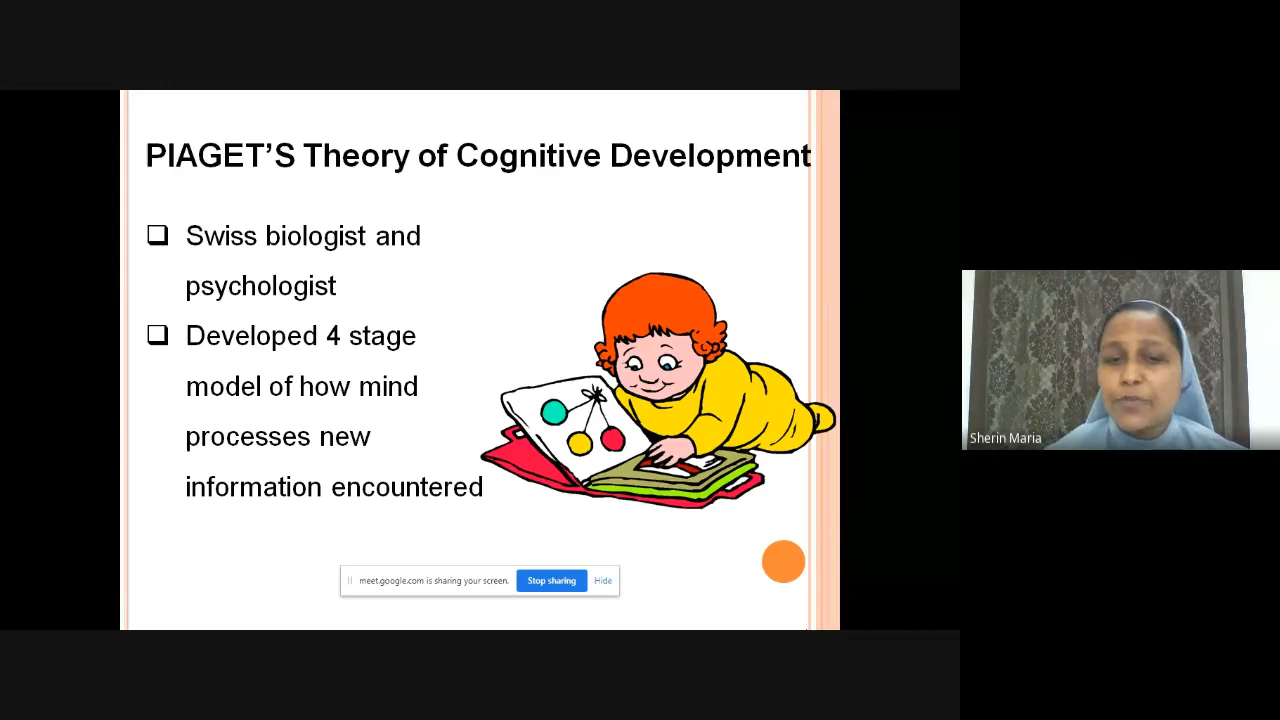 PIAGET’S Theory of Cognitive Development
❑ Swiss biologist and
psychologist
❑ Developed 4 stage
model of how mind
processes new
information encountered
meet.google.com is sharing your screen.
Stop sharing
Hide
Sherin Maria